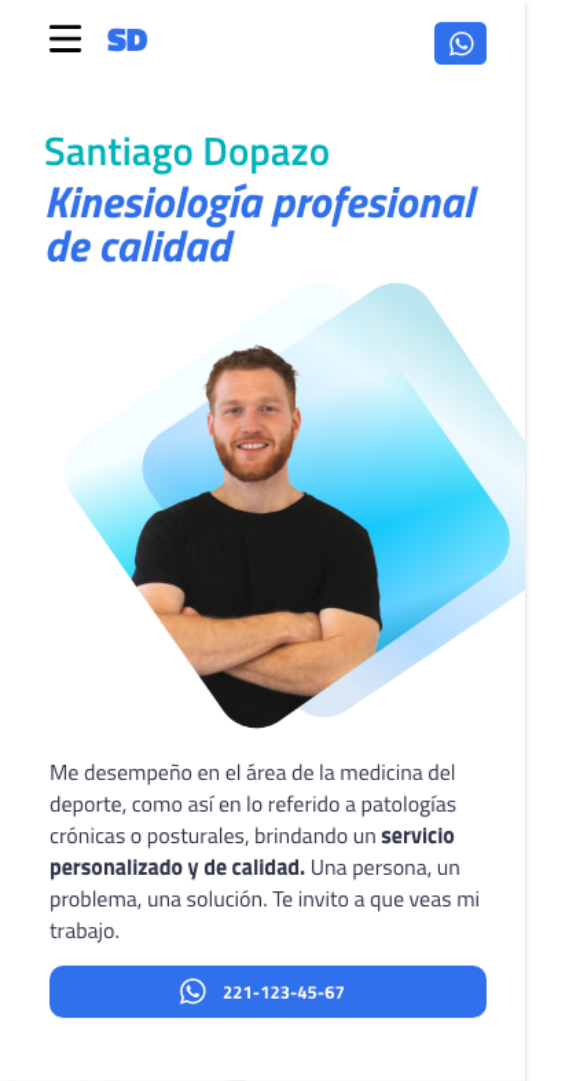 SD
Santiago Dopazo
Kinesiología profesional
de calidad
Me desempeño en el área de la medicina del
deporte, como así en lo referido a patologías
crónicas o posturales, brindando un servicio
personalizado y de calidad. Una persona, un
problema, una solución. Te invito a que veas mi
trabajo.
221-123-45-67